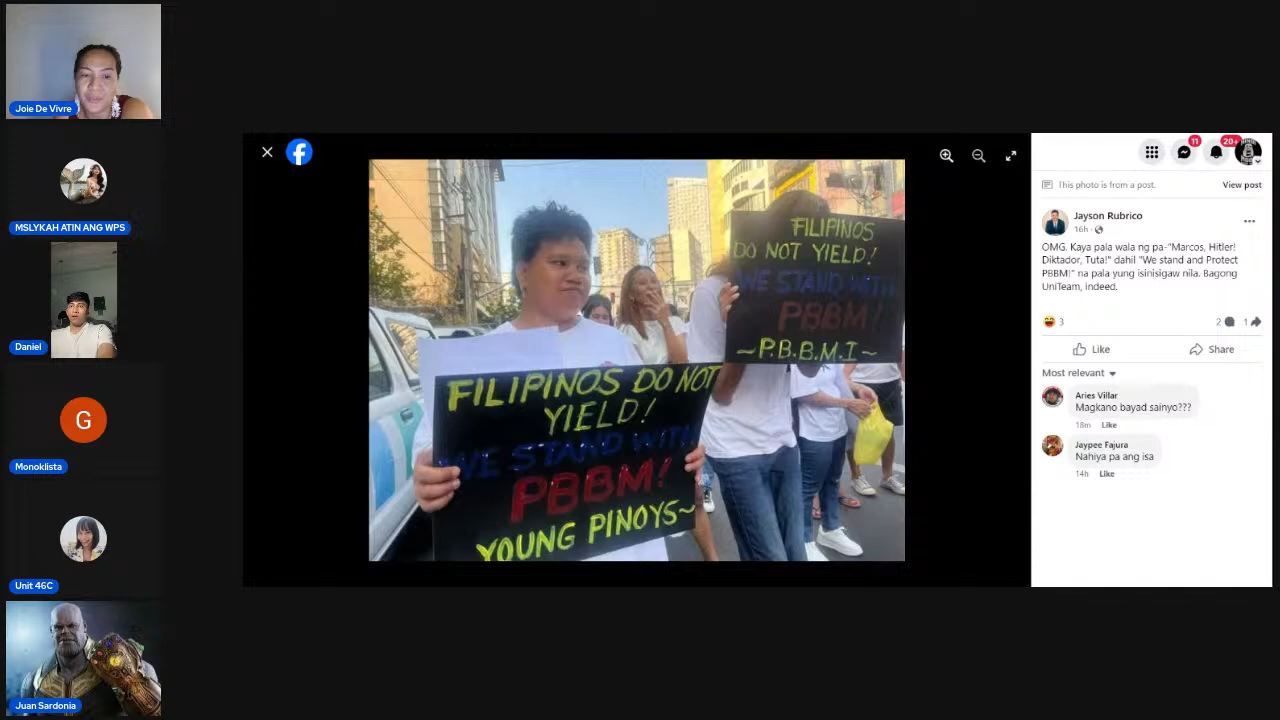 Joie De Vivre
MSLYKAH ATIN ANG WPS
Daniel
G
Monoklista
Unit 46C
Juan Sardonia
FILIPINOS DO NOT
YIELD!
WE STAND WITH
PBBM!
YOUNG PINOYS~
FILIPINOS
DO NOT YIELD!
WE STAND WITH
PBBM!
~P.B.B.M.I~
11
20+
This photo is from a post.
View post
Jayson Rubrico
16h
OMG. Kaya pala wala ng pa-"Marcos, Hitler!
Diktador, Tuta!" dahil "We stand and Protect
PBBM!" na pala yung isinisigaw nila. Bagong
UniTeam, indeed.
3
2
1
Like
Share
Most relevant
Aries Villar
Magkano bayad sainyo???
18m Like
Jaypee Fajura
Nahiya pa ang isa
14h Like